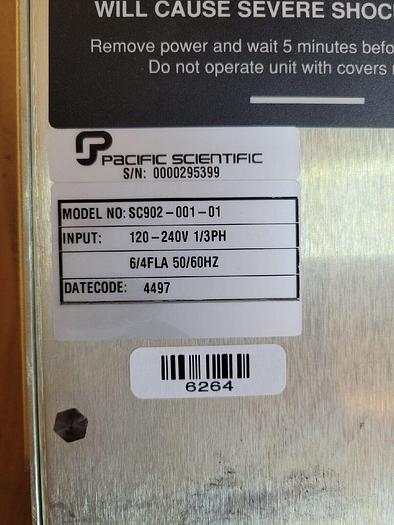 WILL CAUSE SEVERE SHOC
Remove power and wait 5 minutes befo
Do not operate unit with covers r
PACIFIC SCIENTIFIC
S/N: 0000295399
MODEL NO: SC902-001-01
INPUT: 120-240V 1/3PH
6/4FLA 50/60HZ
DATECODE: 4497
6264